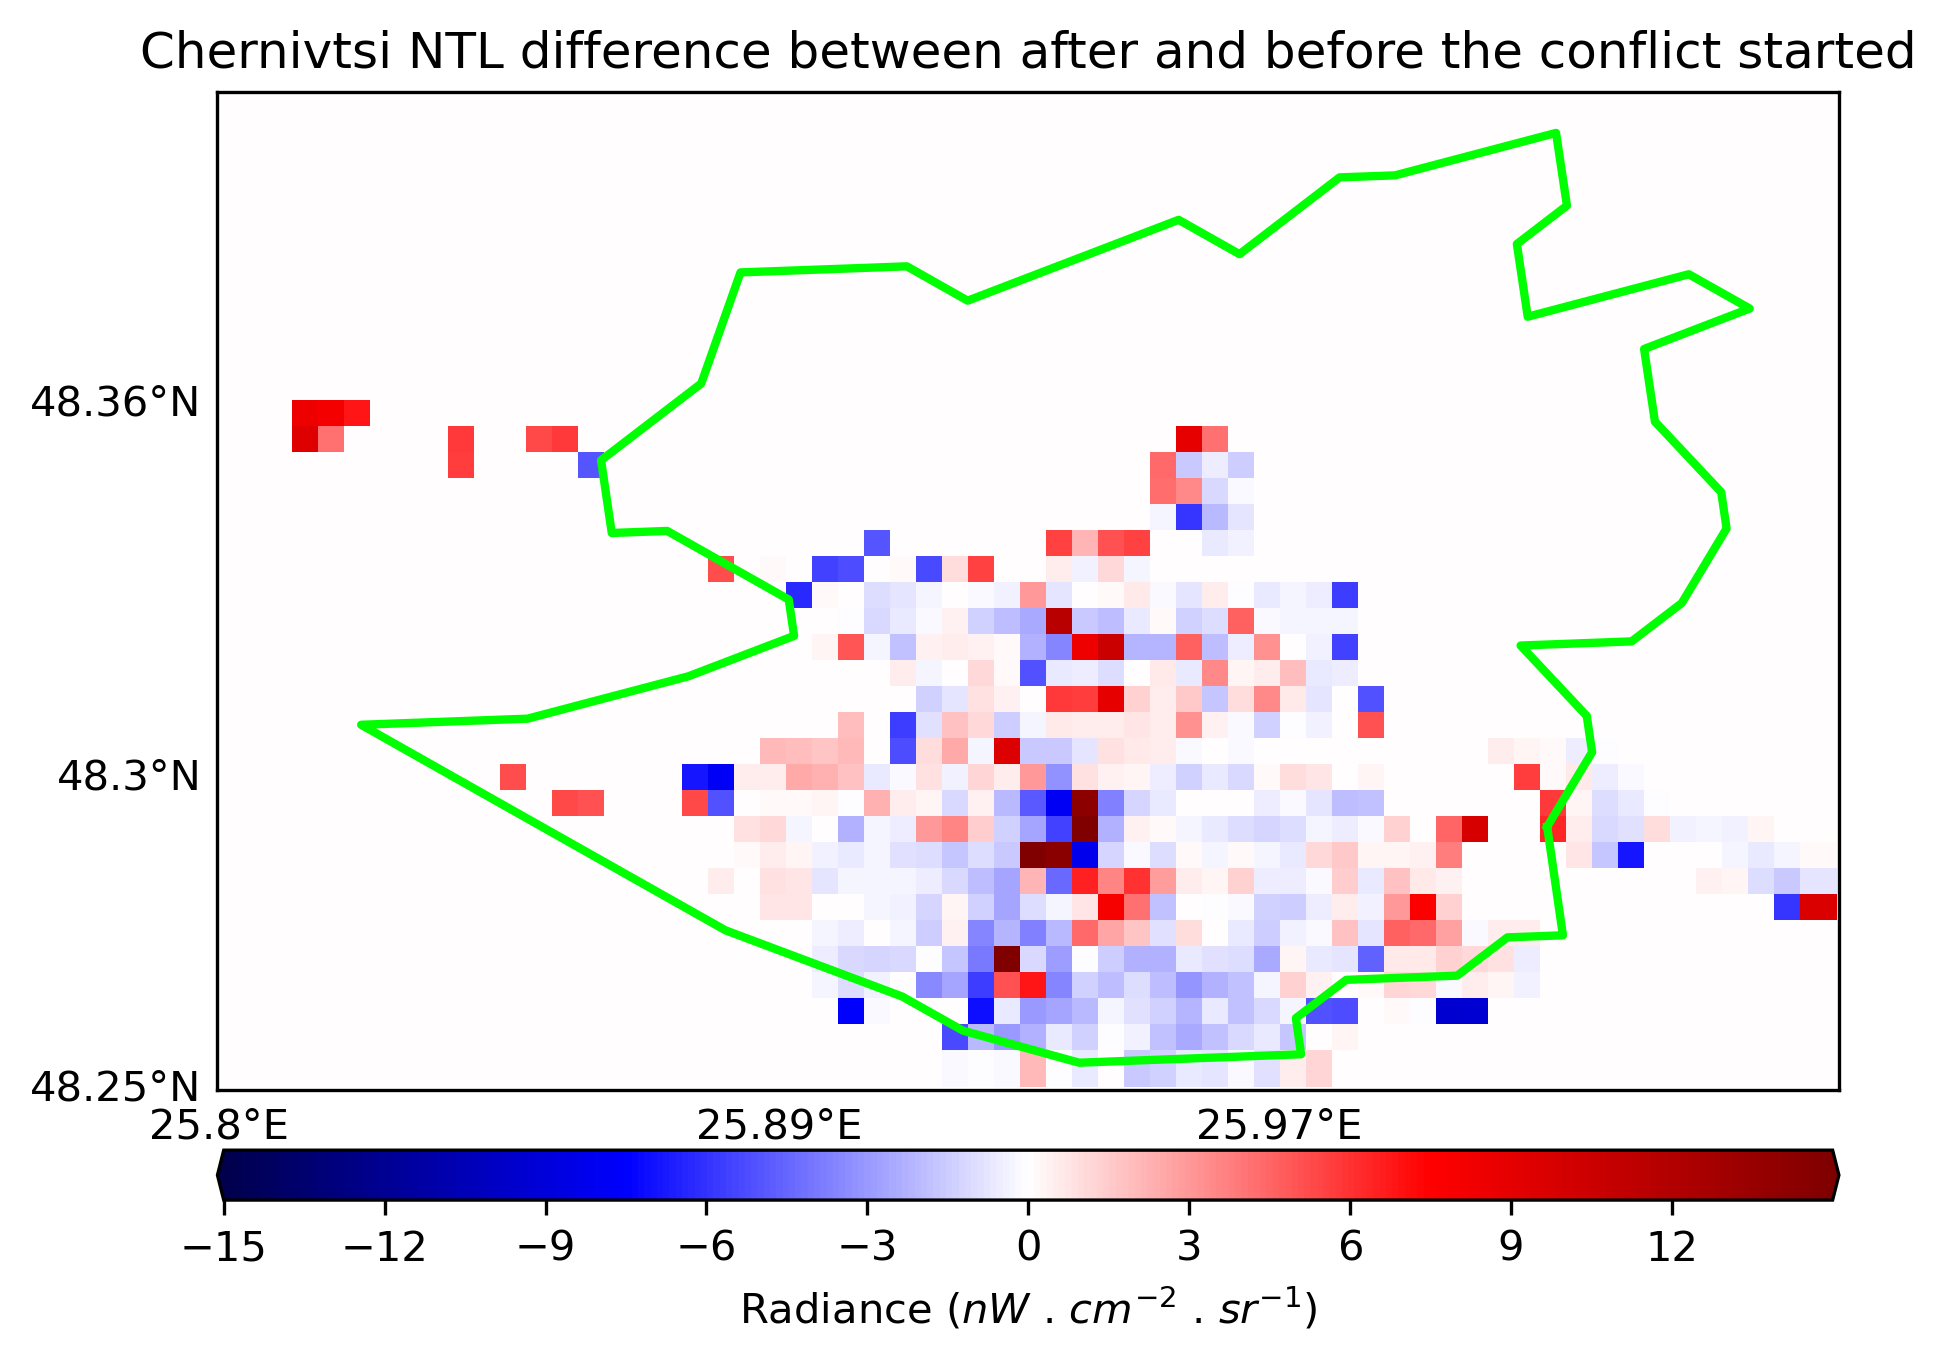 Chernivtsi NTL difference between after and before the conflict started
48.36°N
48.3°N
48.25°N
25.8°E 25.89°E 25.97°E
−15 −12 −9 −6 −3 0 3 6 9 12
Radiance (nW . cm⁻² . sr⁻¹)